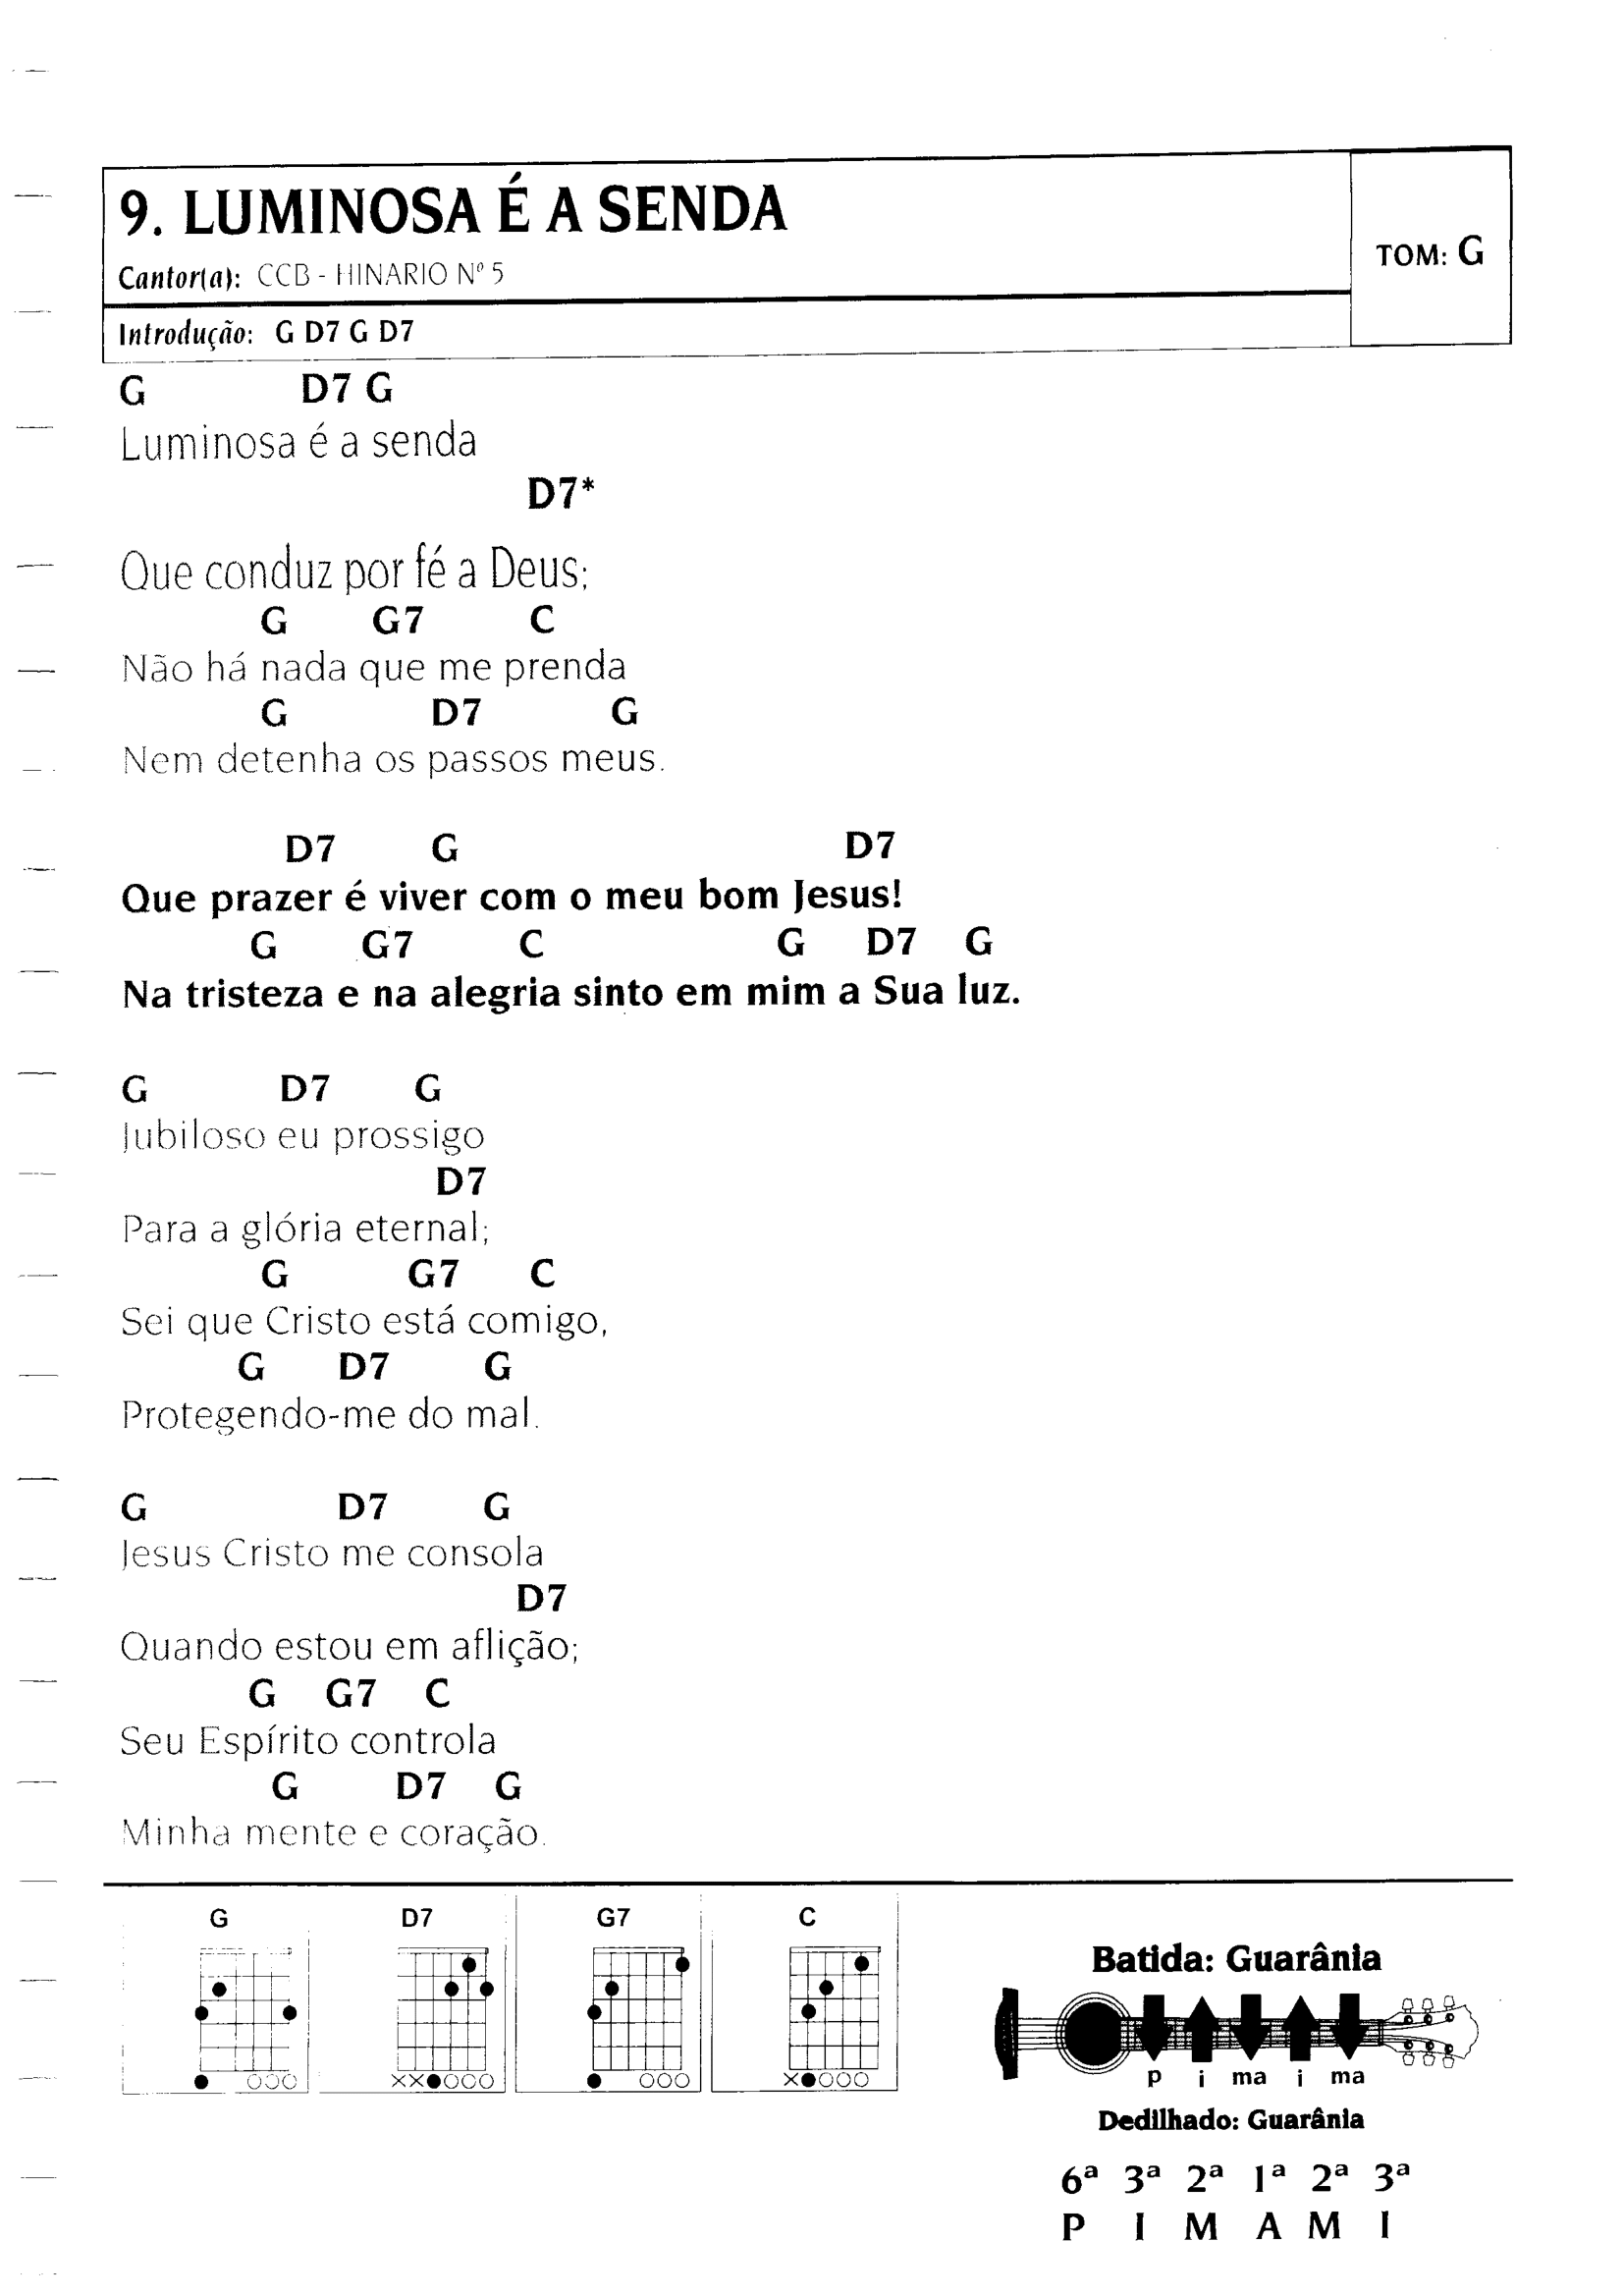 9. LUMINOSA É A SENDA
Cantor(a): CCB - HINARIO Nº 5
TOM: G
Introdução: G D7 G D7
G D7 G
Luminosa é a senda
D7*
Que conduz por fé a Deus;
G G7 C
Não há nada que me prenda
G D7 G
Nem detenha os passos meus.
D7 G D7
Que prazer é viver com o meu bom Jesus!
G G7 C G D7 G
Na tristeza e na alegria sinto em mim a Sua luz.
G D7 G
Jubiloso eu prossigo
D7
Para a glória eternal;
G G7 C
Sei que Cristo está comigo,
G D7 G
Protegendo-me do mal.
G D7 G
Jesus Cristo me consola
D7
Quando estou em aflição;
G G7 C
Seu Espírito controla
G D7 G
Minha mente e coração.
G D7 G7 C
Batida: Guarânia
p i ma i ma
Dedilhado: Guarânia
6ª 3ª 2ª 1ª 2ª 3ª
P I M A M I